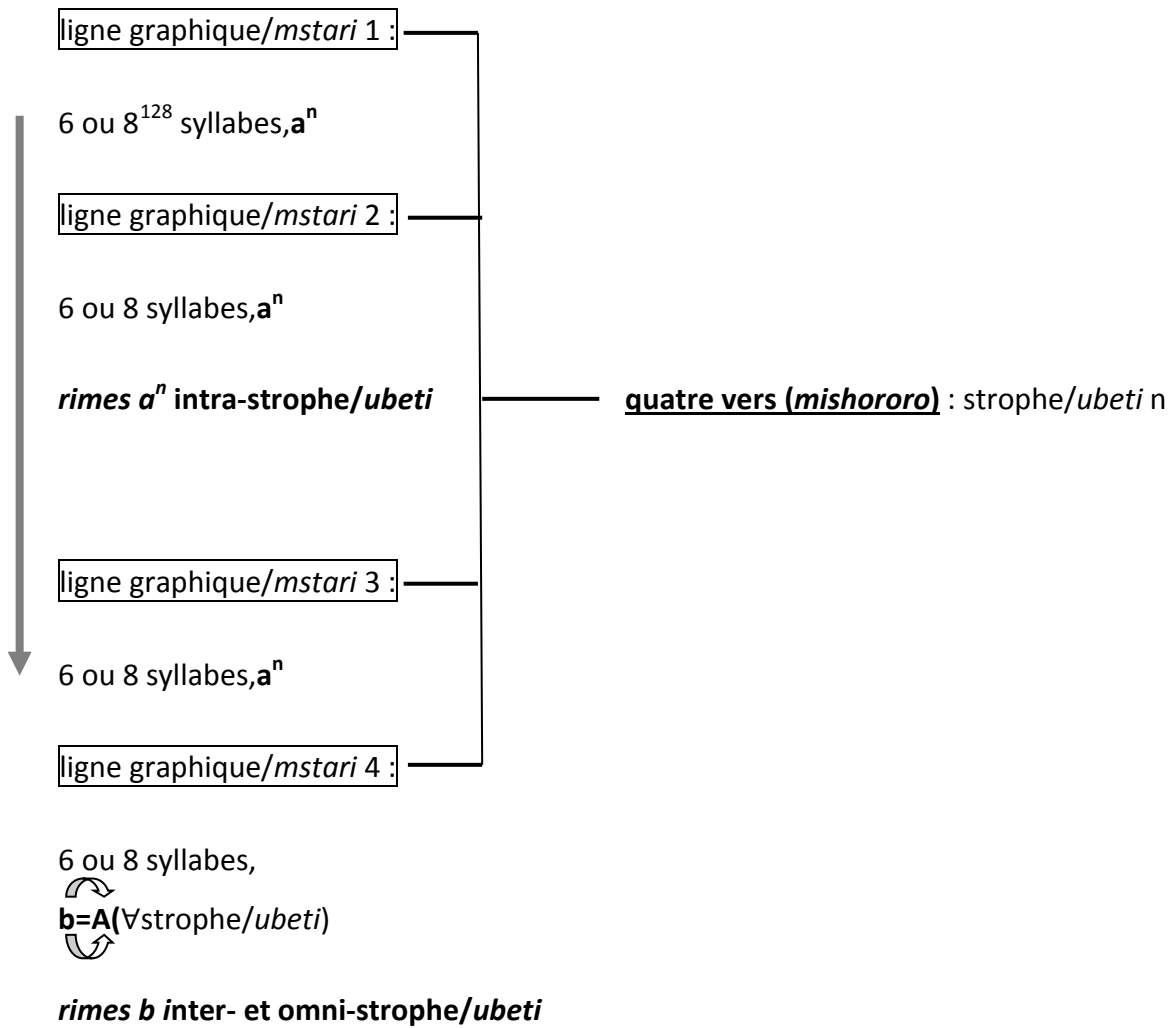 ligne graphique/mstari 1 :
6 ou 8¹²⁸ syllabes,aⁿ
ligne graphique/mstari 2 :
6 ou 8 syllabes,aⁿ
rimes aⁿ intra-strophe/ubeti
quatre vers (mishororo) : strophe/ubeti n
ligne graphique/mstari 3 :
6 ou 8 syllabes,aⁿ
ligne graphique/mstari 4 :
6 ou 8 syllabes,
b=A(∀strophe/ubeti)
rimes b inter- et omni-strophe/ubeti